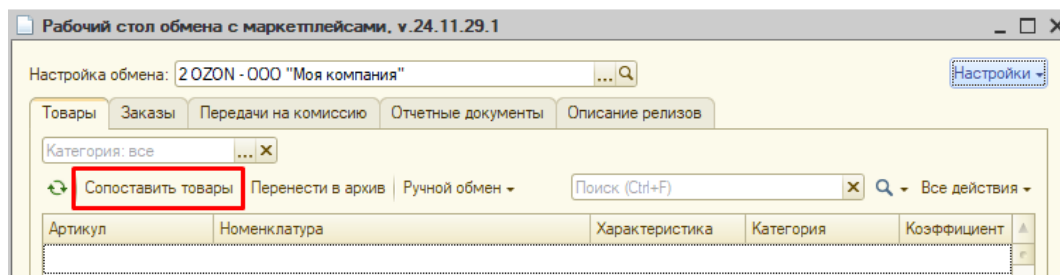 Рабочий стол обмена с маркетплейсами, v.24.11.29.1
Настройка обмена: 2 OZON - ООО "Моя компания" ... Настройки
Товары Заказы Передачи на комиссию Отчетные документы Описание релизов
Категория: все ...
Сопоставить товары Перенести в архив Ручной обмен Поиск (Ctrl+F) Все действия
Артикул Номенклатура Характеристика Категория Коэффициент